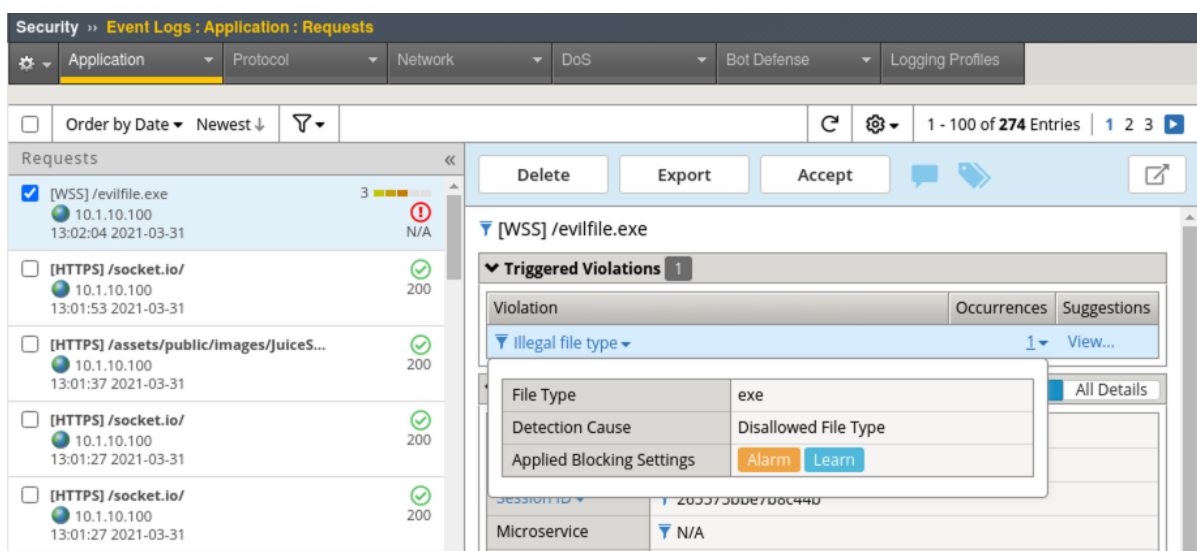 Security ›› Event Logs : Application : Requests
Application Protocol Network DoS Bot Defense Logging Profiles
Order by Date Newest 1 - 100 of 274 Entries 1 2 3
Requests
[WSS] /evilfile.exe 3
10.1.10.100
13:02:04 2021-03-31 N/A
[HTTPS] /socket.io/
10.1.10.100 200
13:01:53 2021-03-31
[HTTPS] /assets/public/images/JuiceS...
10.1.10.100 200
13:01:37 2021-03-31
[HTTPS] /socket.io/
10.1.10.100 200
13:01:27 2021-03-31
[HTTPS] /socket.io/
10.1.10.100 200
13:01:27 2021-03-31
Delete Export Accept
[WSS] /evilfile.exe
Triggered Violations 1
Violation Occurrences Suggestions
Illegal file type 1 View...
All Details
File Type exe
Detection Cause Disallowed File Type
Applied Blocking Settings Alarm Learn
Session ID 265575bbe7b8c44b
Microservice N/A